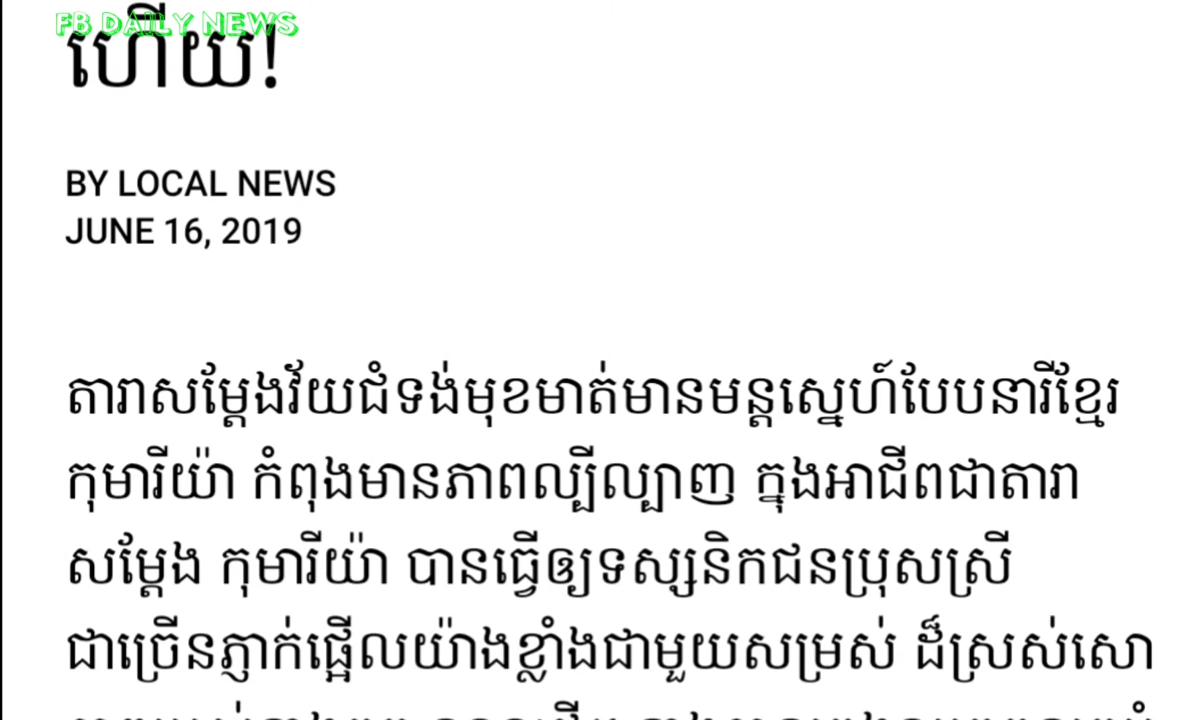 FB DAILY NEWS
ហើយ!
BY LOCAL NEWS
JUNE 16, 2019
តារាសម្តែងវ័យជំទង់មុខមាត់មានមន្តស្នេហ៍បែបនារីខ្មែរ
កុមារីយ៉ា កំពុងមានភាពល្បីល្បាញ ក្នុងអាជីពជាតារា
សម្តែង កុមារីយ៉ា បានធ្វើឲ្យទស្សនិកជនប្រុសស្រី
ជាច្រើនភ្ញាក់ផ្អើលយ៉ាងខ្លាំងជាមួយសម្រស់ ដ៏ស្រស់សោ